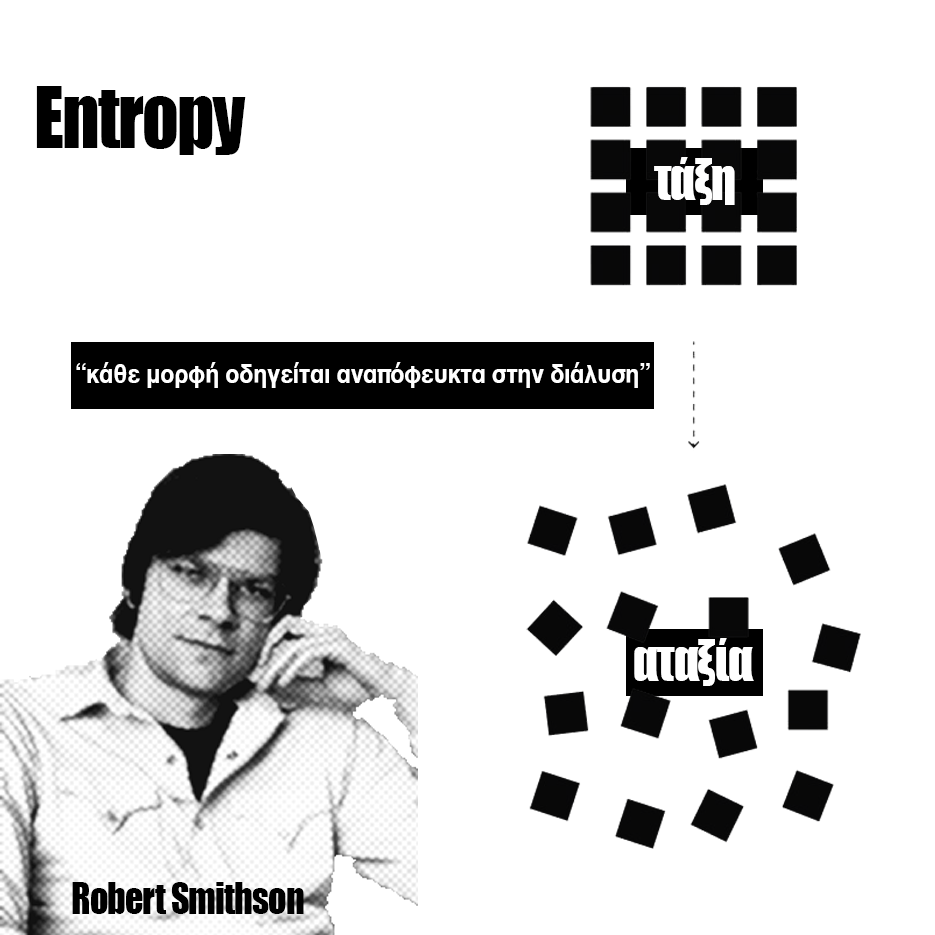 Entropy
τάξη
“κάθε μορφή οδηγείται αναπόφευκτα στην διάλυση”
αταξία
Robert Smithson